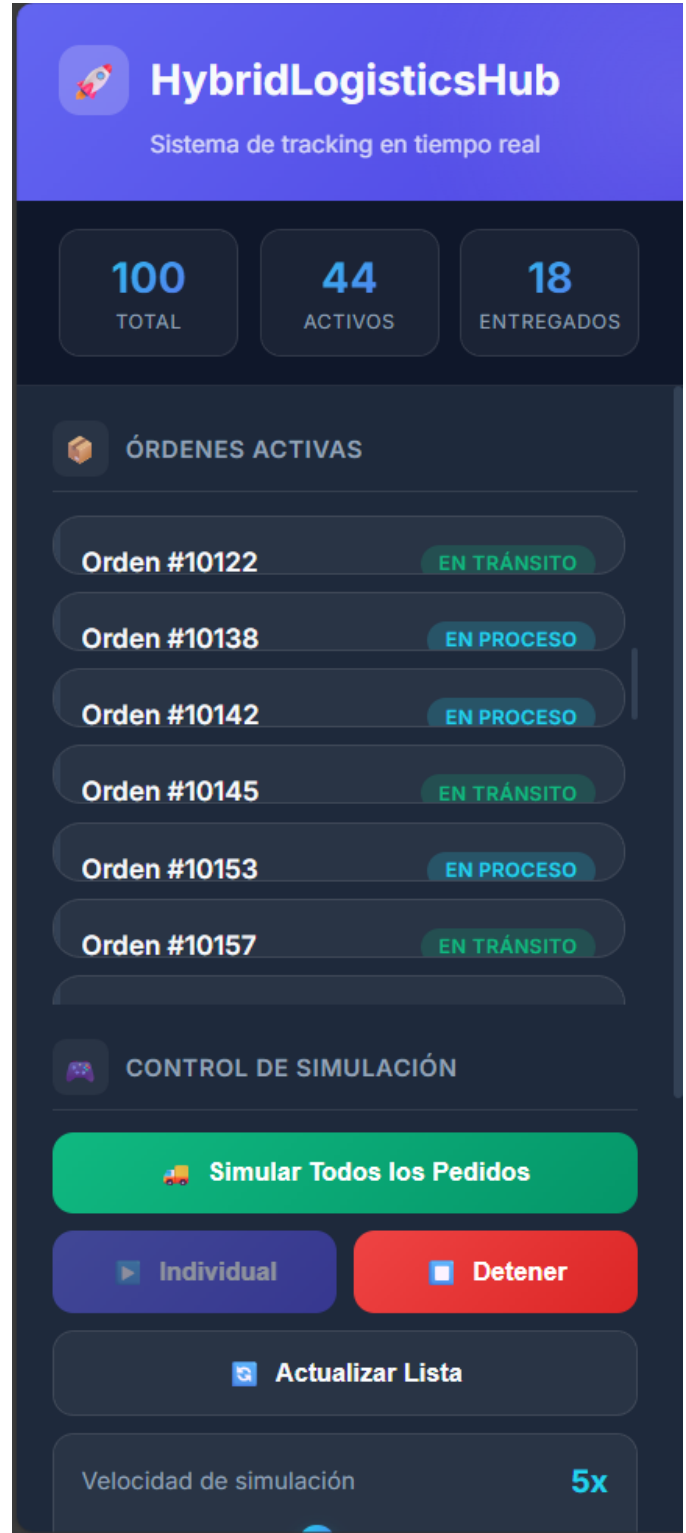 HybridLogisticsHub
Sistema de tracking en tiempo real
100
TOTAL
44
ACTIVOS
18
ENTREGADOS
ÓRDENES ACTIVAS
Orden #10122 EN TRÁNSITO
Orden #10138 EN PROCESO
Orden #10142 EN PROCESO
Orden #10145 EN TRÁNSITO
Orden #10153 EN PROCESO
Orden #10157 EN TRÁNSITO
CONTROL DE SIMULACIÓN
Simular Todos los Pedidos
Individual
Detener
Actualizar Lista
Velocidad de simulación 5x